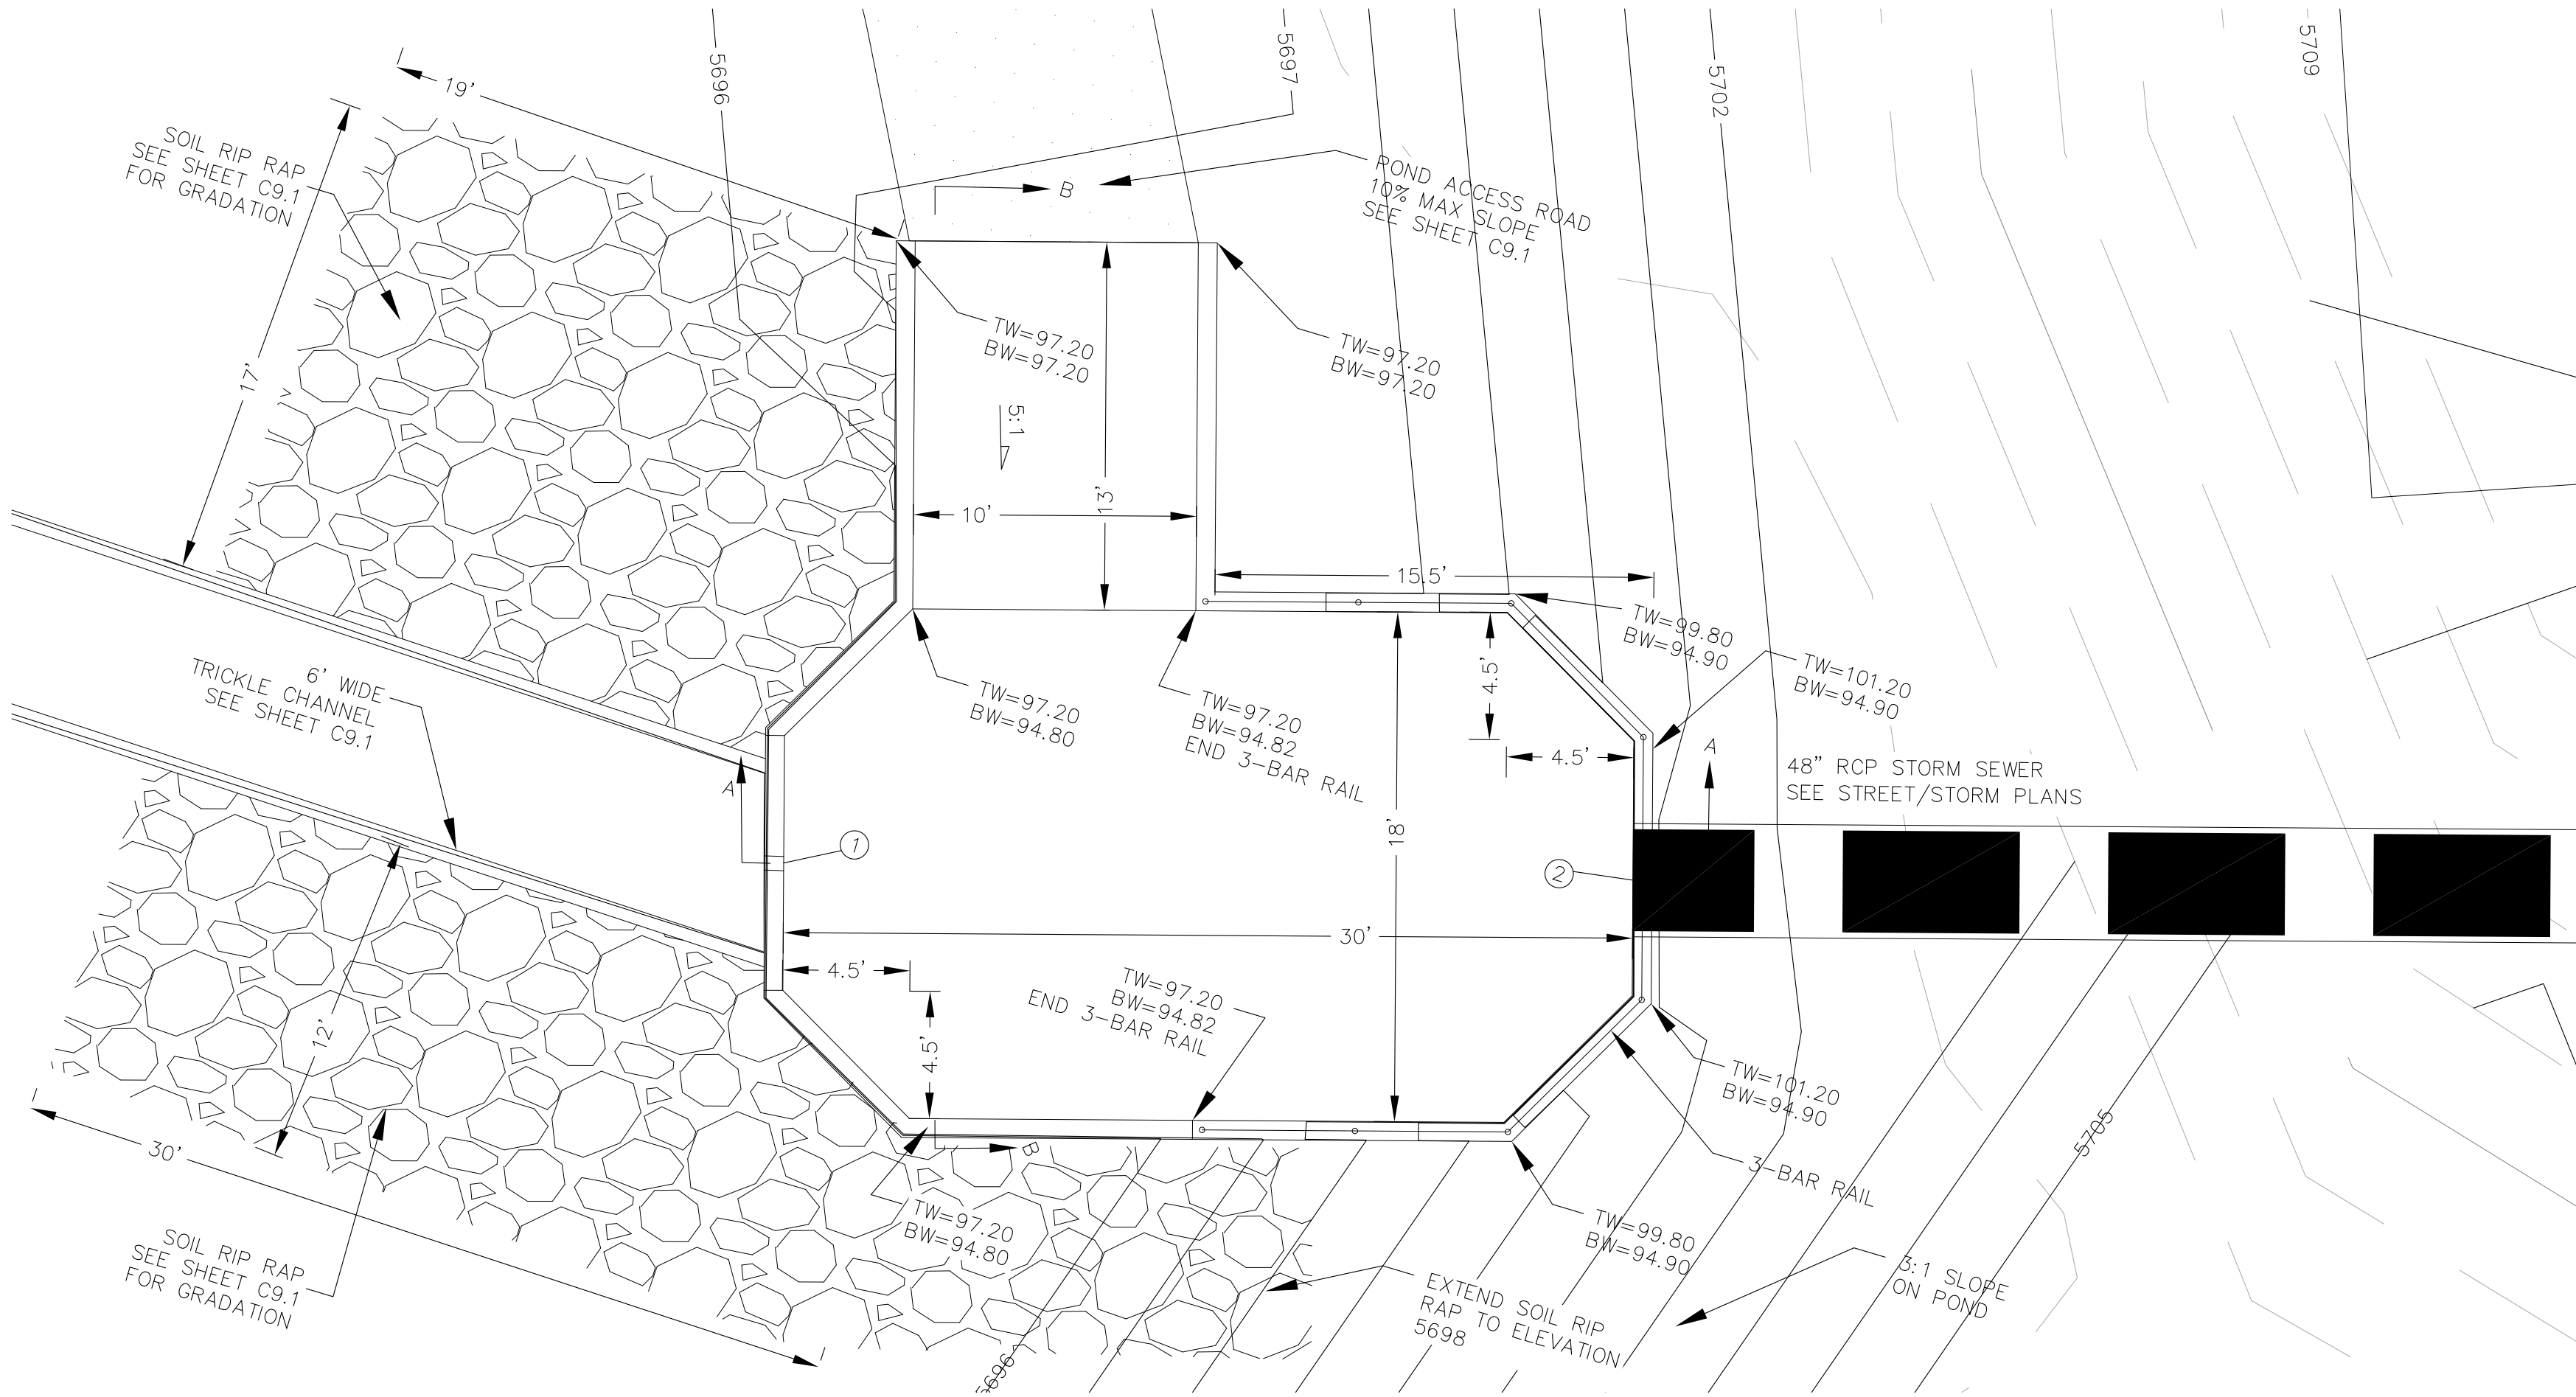 5696
5697
5702
5709
19'
SOIL RIP RAP
SEE SHEET C9.1
FOR GRADATION
17'
B
POND ACCESS ROAD
10% MAX SLOPE
SEE SHEET C9.1
TW=97.20
BW=97.20
TW=97.20
BW=97.20
5:1
10'
13'
15.5'
TW=99.80
BW=94.90
4.5'
TW=101.20
BW=94.90
6' WIDE
TRICKLE CHANNEL
SEE SHEET C9.1
TW=97.20
BW=94.80
TW=97.20
BW=94.82
END 3-BAR RAIL
4.5'
A
A
48" RCP STORM SEWER
SEE STREET/STORM PLANS
1
18'
2
30'
4.5'
TW=97.20
BW=94.82
END 3-BAR RAIL
4.5'
12'
TW=101.20
BW=94.90
5705
30'
B
3-BAR RAIL
TW=97.20
BW=94.80
TW=99.80
BW=94.90
SOIL RIP RAP
SEE SHEET C9.1
FOR GRADATION
EXTEND SOIL RIP
RAP TO ELEVATION
5698
3:1 SLOPE
ON POND
5696